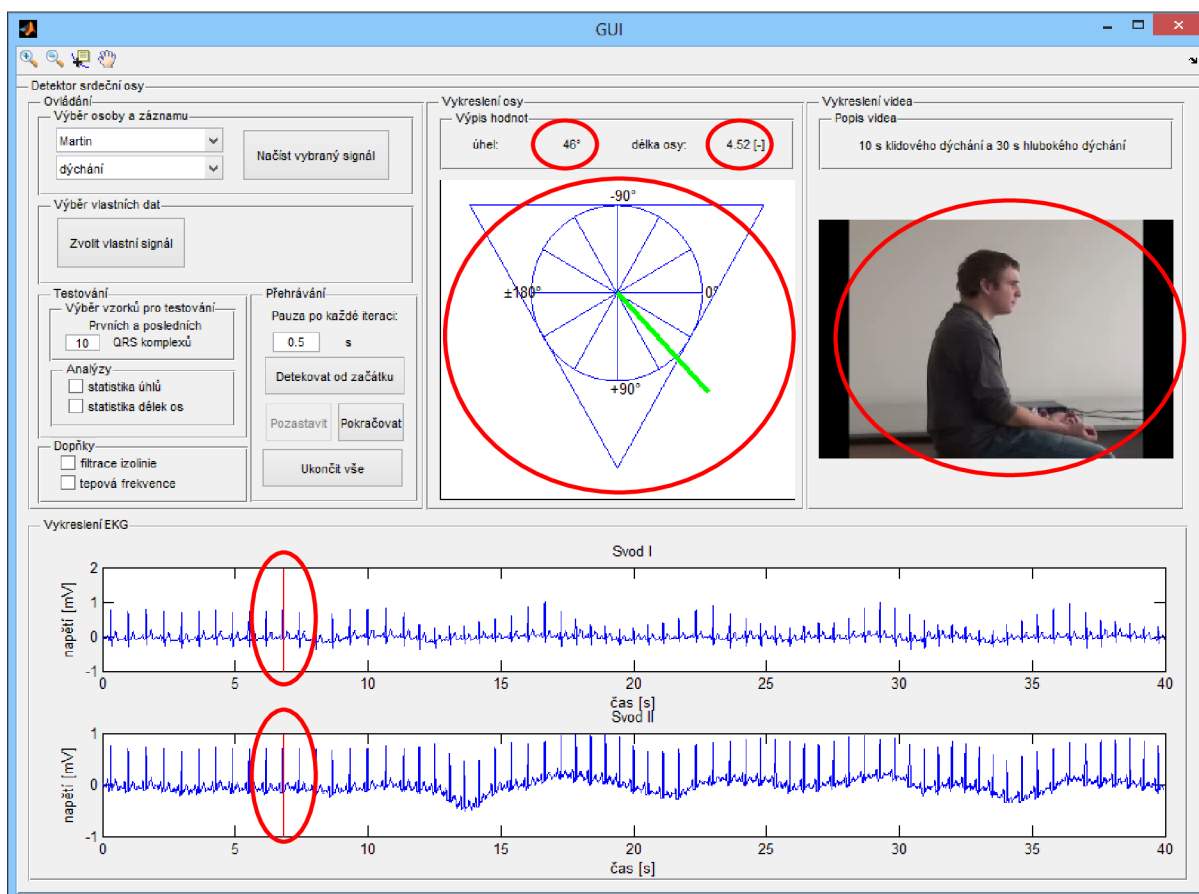 GUI
Detektor srdeční osy
Ovládání
Výběr osoby a záznamu
Martin
dýchání
Načíst vybraný signál
Výběr vlastních dat
Zvolit vlastní signál
Testování
Výběr vzorků pro testování
Prvních a posledních
10 QRS komplexů
Analýzy
statistika úhlů
statistika délek os
Doplňky
filtrace izolinie
tepová frekvence
Přehrávání
Pauza po každé iteraci:
0.5 s
Detekovat od začátku
Pozastavit Pokračovat
Ukončit vše
Vykreslení osy
Výpis hodnot
úhel: 46° délka osy: 4.52 [-]
-90°
±180° 0°
+90°
Vykreslení videa
Popis videa
10 s klidového dýchání a 30 s hlubokého dýchání
Vykreslení EKG
Svod I
napětí [mV]
2
1
0
-1
0 5 10 15 20 25 30 35 40
čas [s]
Svod II
napětí [mV]
1
0
-1
0 5 10 15 20 25 30 35 40
čas [s]